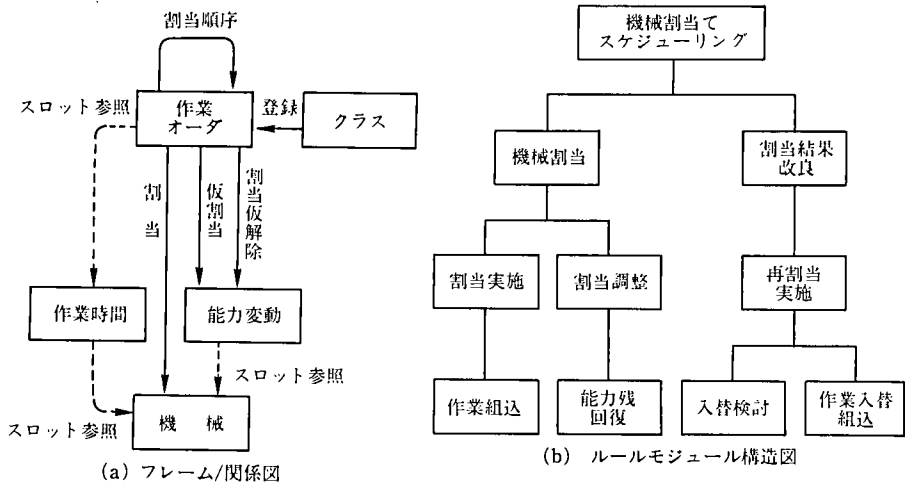 割当順序
スロット参照
作業
オーダ
登録
クラス
割当
仮割当
割当仮解除
作業時間
能力変動
スロット参照
スロット参照
機 械
(a) フレーム/関係図
機械割当て
スケジューリング
機械割当
割当結果
改良
割当実施
割当調整
再割当
実施
作業組込
能力残
回復
入替検討
作業入替
組込
(b) ルールモジュール構造図